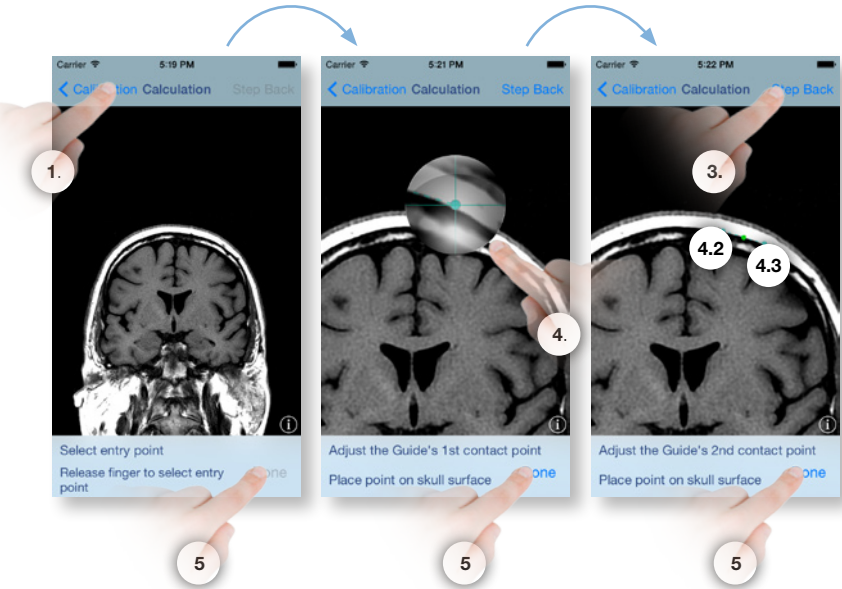 Carrier 5:19 PM
Calculation Step Back
1.
Select entry point
Release finger to select entry
point
5
Carrier 5:21 PM
Calibration Calculation Step Back
4.
Adjust the Guide's 1st contact point
Place point on skull surface
5
Carrier 5:22 PM
Calibration Calculation Step Back
3.
4.2
4.3
Adjust the Guide's 2nd contact point
Place point on skull surface
5